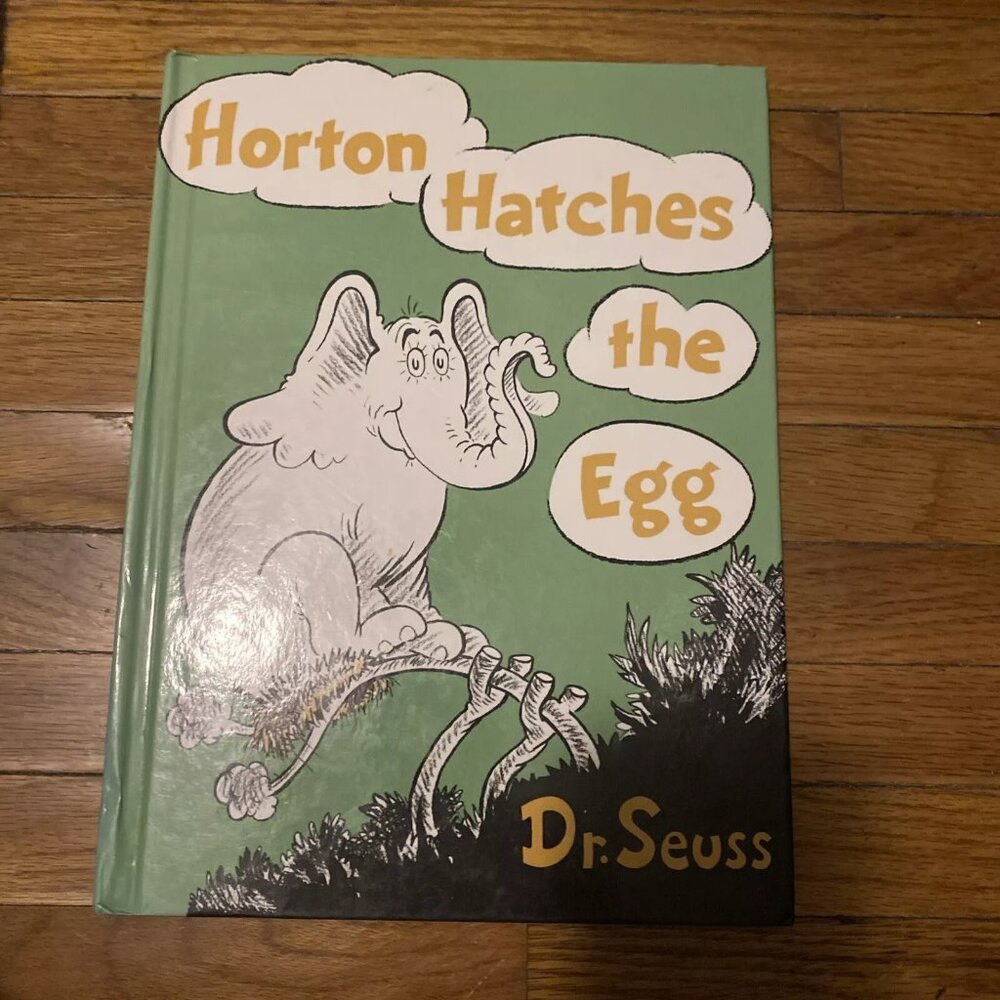 Horton
Hatches
the
Egg
Dr. Seuss